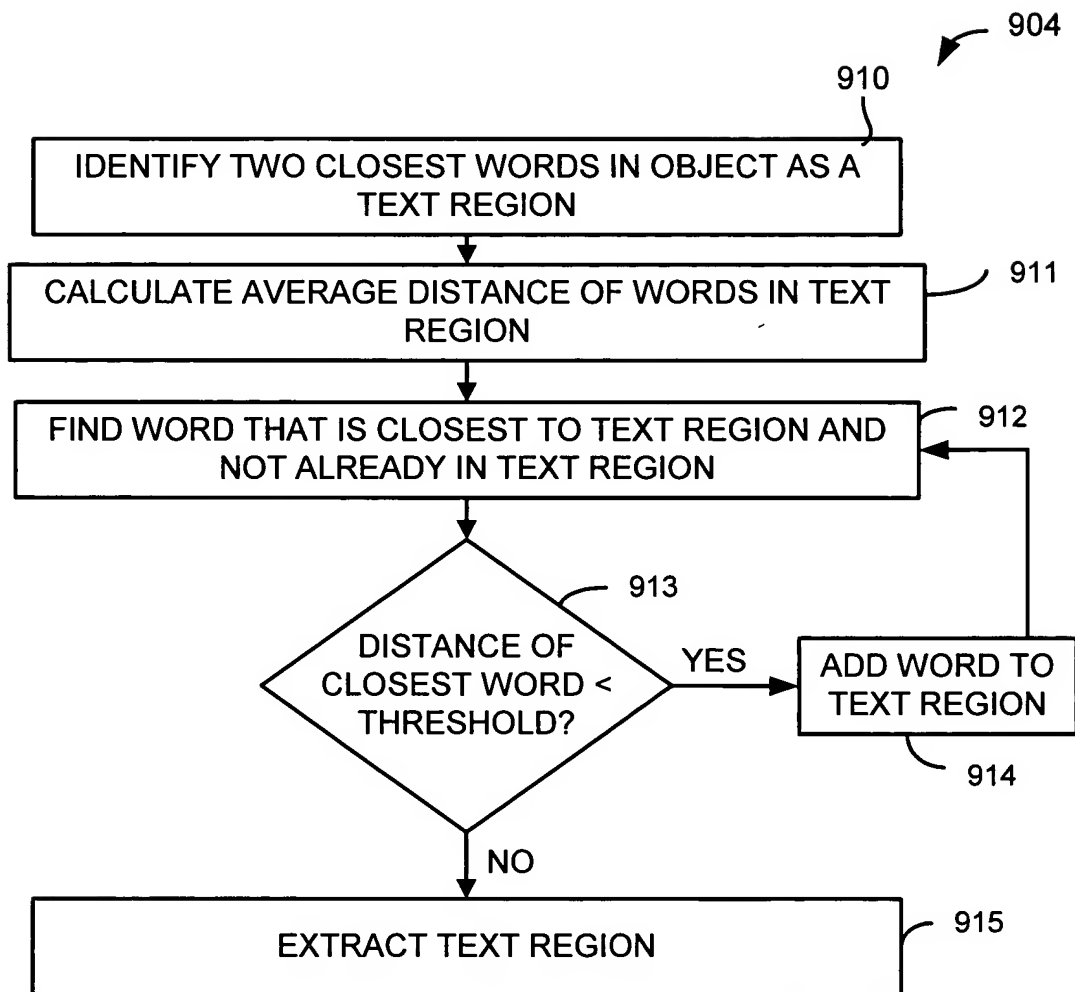 904
910
IDENTIFY TWO CLOSEST WORDS IN OBJECT AS A
TEXT REGION
911
CALCULATE AVERAGE DISTANCE OF WORDS IN TEXT
REGION
912
FIND WORD THAT IS CLOSEST TO TEXT REGION AND
NOT ALREADY IN TEXT REGION
913
DISTANCE OF
CLOSEST WORD <
THRESHOLD?
YES
ADD WORD TO
TEXT REGION
914
NO
915
EXTRACT TEXT REGION